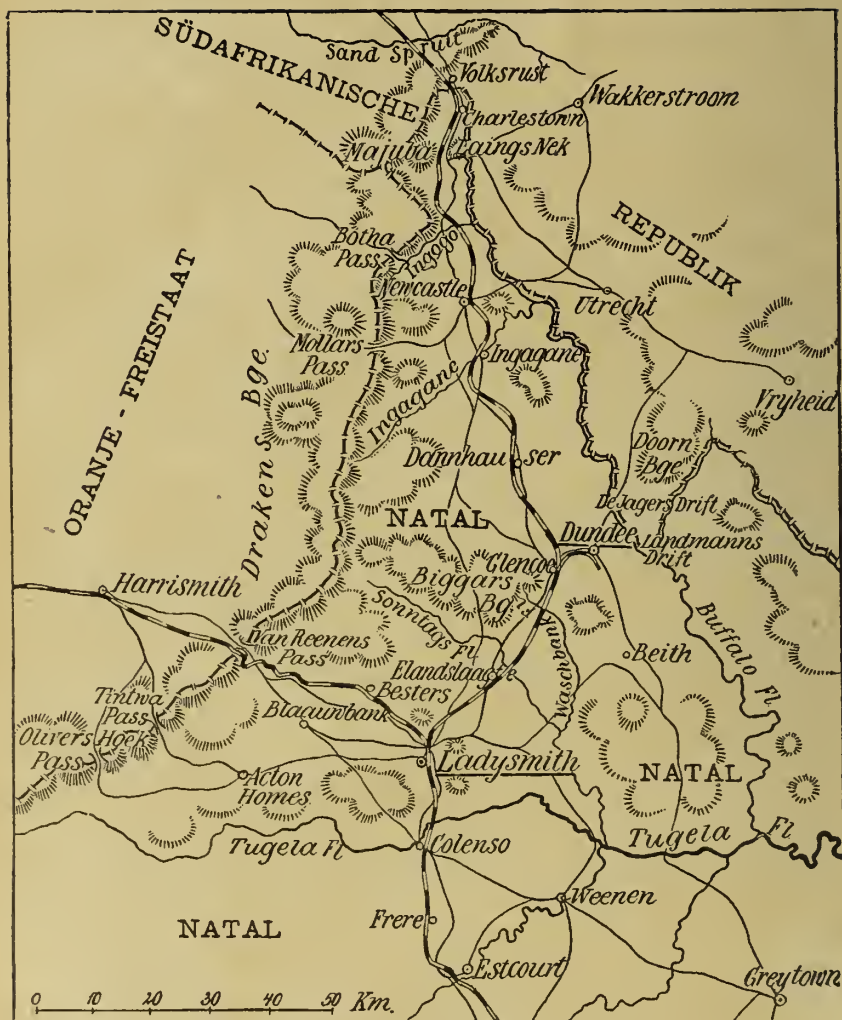 SÜDAFRIKANISCHE
Sand Spruit
Volksrust
Wakkerstroom
Charlestown
Majuba
Laings Nek
REPUBLIK
Botha
Pass
Ingogo
Newcastle
Utrecht
Mollars
Pass
Ingagane
Ingagane
Vryheid
ORANJE - FREISTAAT
Drakens Bge.
Doorn
Bge
Dannhauser
De Jagers Drift
NATAL
Dundee
Landmanns
Drift
Glencoe
Biggars
Bge
Harrismith
Sonntags Fl.
Buffalo Fl
Van Reenens
Pass
Waschbank
Beith
Elandslaagte
Besters
Tintwa
Pass
Hoek
Blaauwbank
Olivers
Pass
Ladysmith
Acton
Homes
NATAL
Tugela Fl
Colenso
Tugela
Fl
Weenen
Frere
NATAL
Estcourt
Greytown
0 10 20 30 40 50 Km.